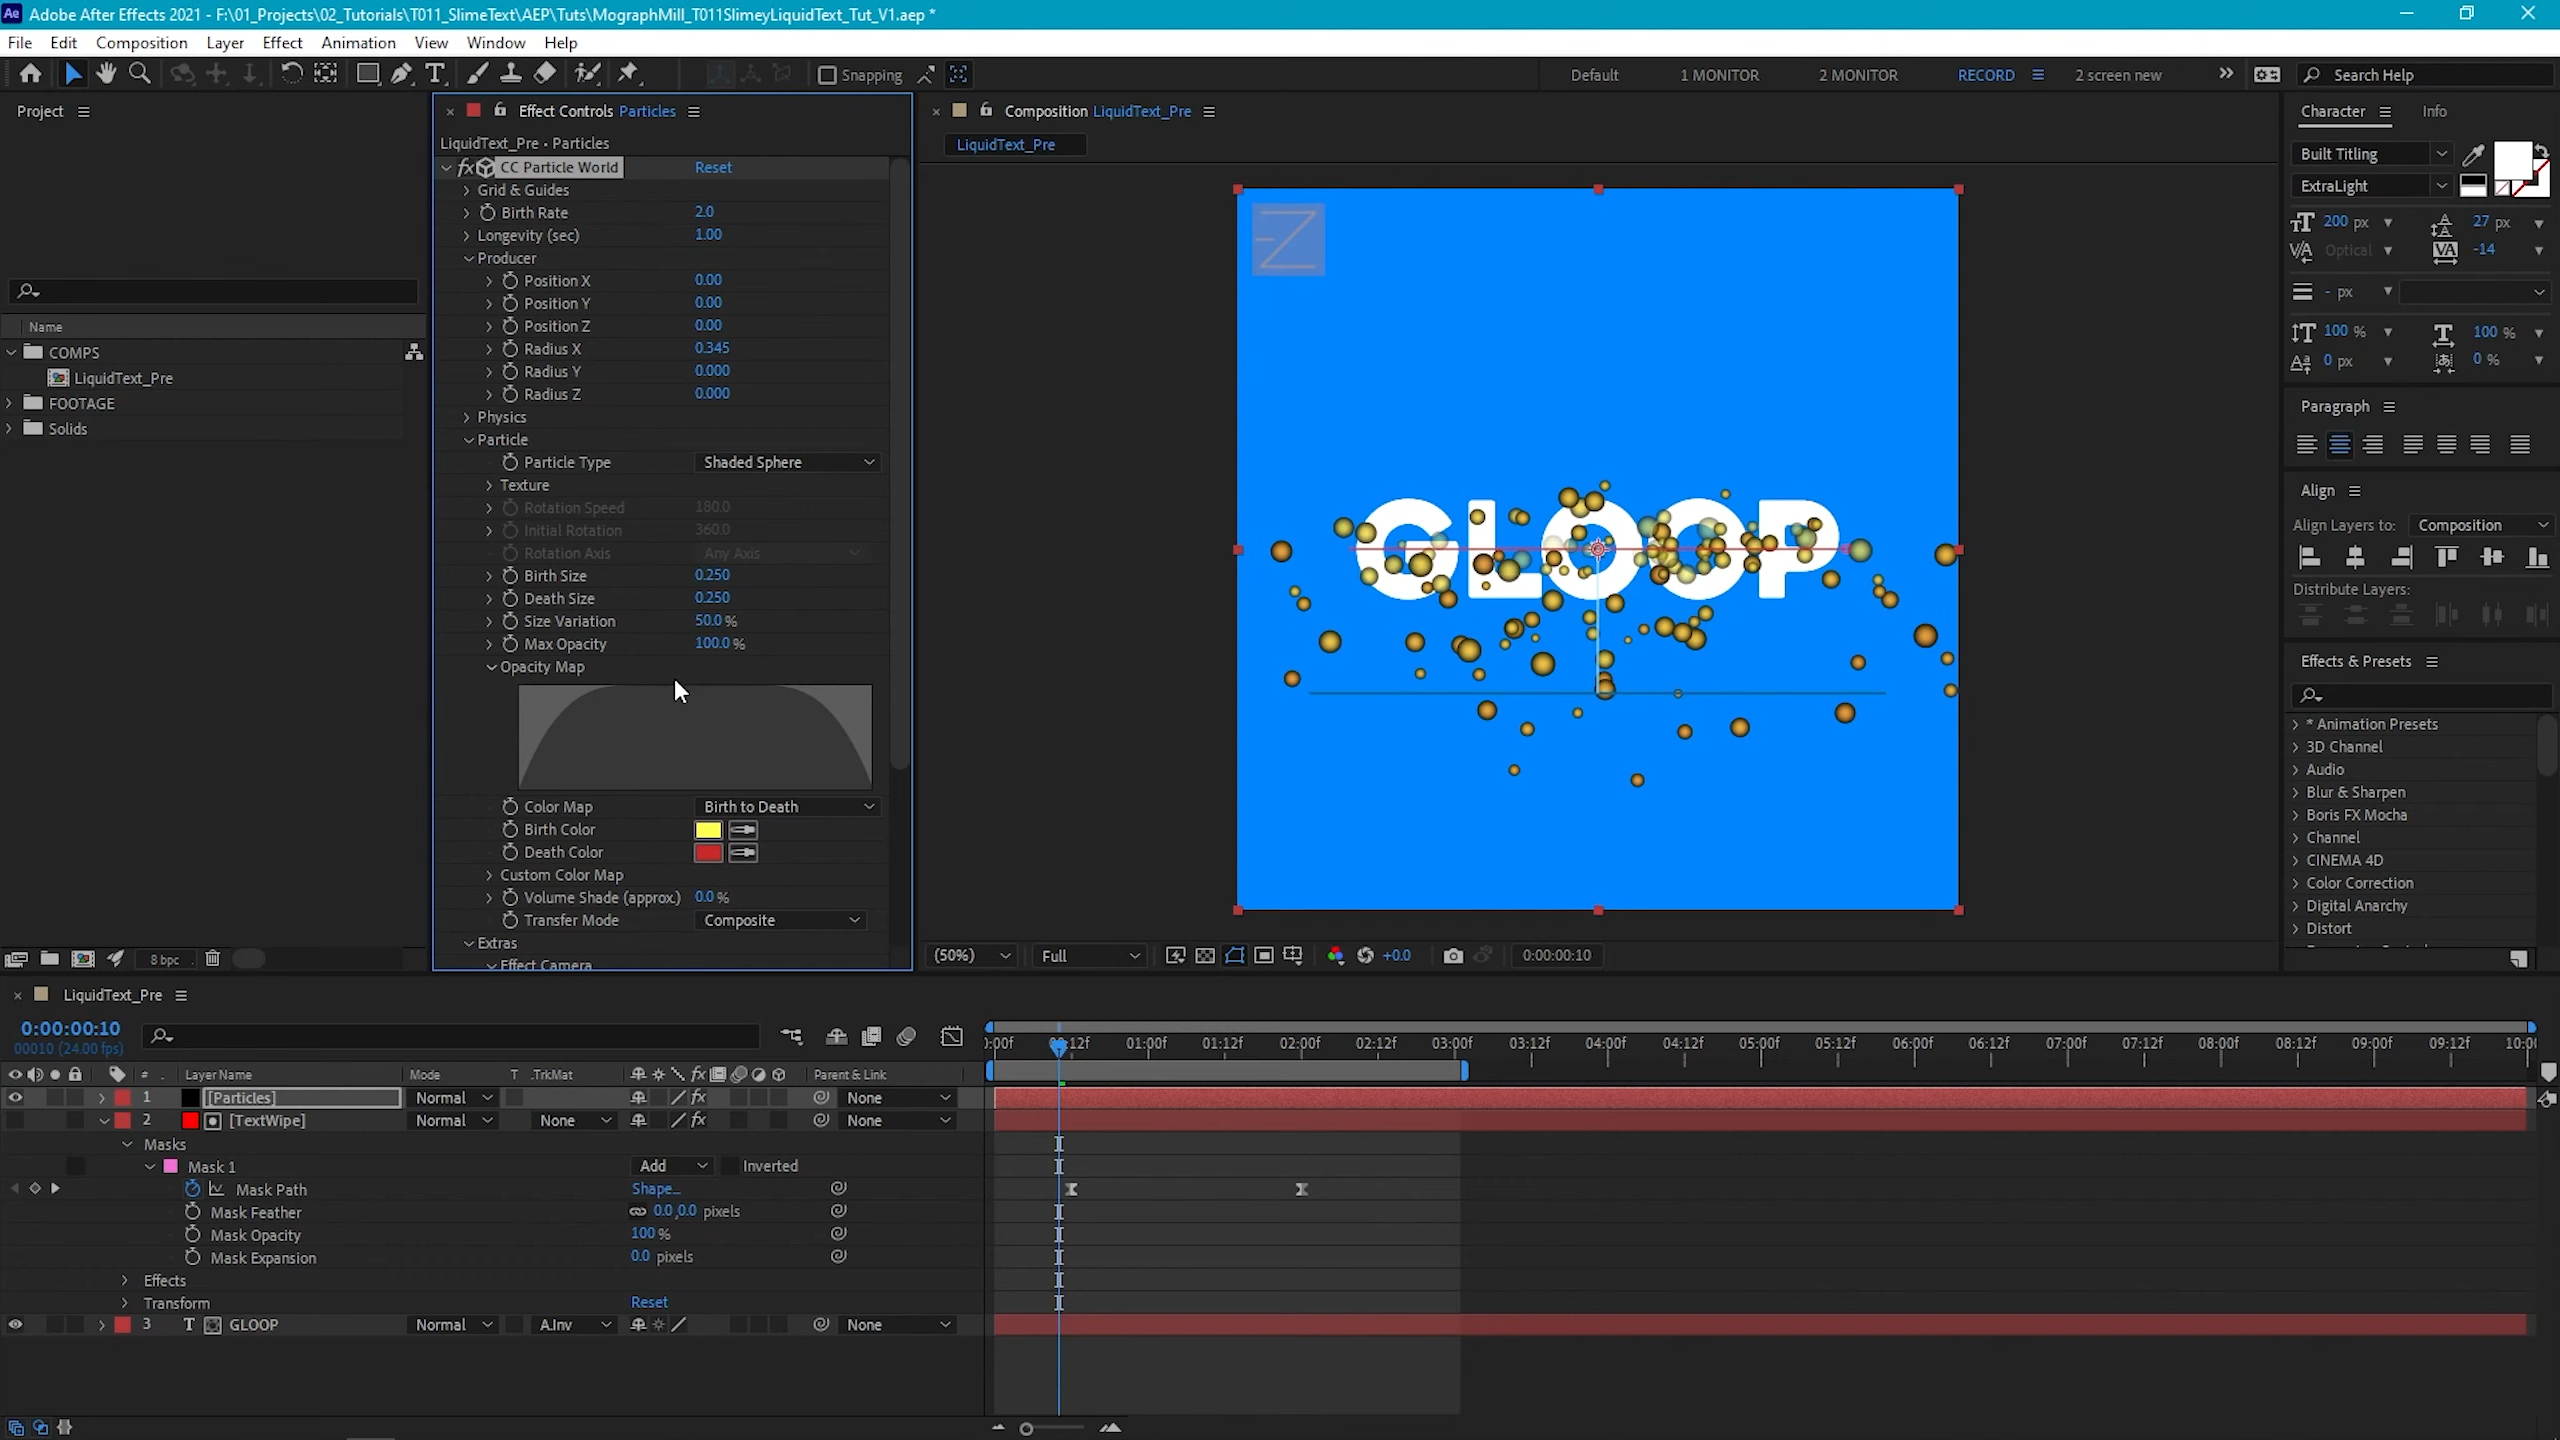 Adobe After Effects 2021 - F:\01_Projects\02_Tutorials\T011_SlimeText\AEP\Tuts\MographMill_T011SlimeyLiquidText_Tut_V1.aep *
File Edit Composition Layer Effect Animation View Window Help
Snapping
Default 1 MONITOR 2 MONITOR RECORD 2 screen new
Search Help
Project
Name
COMPS
LiquidText_Pre
FOOTAGE
Solids
8 bpc
Effect Controls Particles
LiquidText_Pre • Particles
fx CC Particle World Reset
Grid & Guides
Birth Rate 2.0
Longevity (sec) 1.00
Producer
Position X 0.00
Position Y 0.00
Position Z 0.00
Radius X 0.345
Radius Y 0.000
Radius Z 0.000
Physics
Particle
Particle Type Shaded Sphere
Texture
Rotation Speed 180.0
Initial Rotation 360.0
Rotation Axis Any Axis
Birth Size 0.250
Death Size 0.250
Size Variation 50.0 %
Max Opacity 100.0 %
Opacity Map
Color Map Birth to Death
Birth Color
Death Color
Custom Color Map
Volume Shade (approx.) 0.0 %
Transfer Mode Composite
Extras
Effect Camera
Composition LiquidText_Pre
LiquidText_Pre
GLOOP
(50%) Full +0.0 0:00:00:10
Character Info
Built Titling
ExtraLight
200 px 27 px
Optical -14
- px
100 % 100 %
0 px 0 %
Paragraph
Align
Align Layers to: Composition
Distribute Layers:
Effects & Presets
* Animation Presets
3D Channel
Audio
Blur & Sharpen
Boris FX Mocha
Channel
CINEMA 4D
Color Correction
Digital Anarchy
Distort
LiquidText_Pre
0:00:00:10
00010 (24.00 fps)
# Layer Name Mode T .TrkMat Parent & Link
1 [Particles] Normal fx None
2 [TextWipe] Normal None fx None
Masks
Mask 1 Add Inverted
Mask Path Shape...
Mask Feather 0.0,0.0 pixels
Mask Opacity 100 %
Mask Expansion 0.0 pixels
Effects
Transform Reset
3 T GLOOP Normal A.Inv None
01:00f 01:12f 02:00f 02:12f 03:00f 03:12f 04:00f 04:12f 05:00f 05:12f 06:00f 06:12f 07:00f 07:12f 08:00f 08:12f 09:00f 09:12f